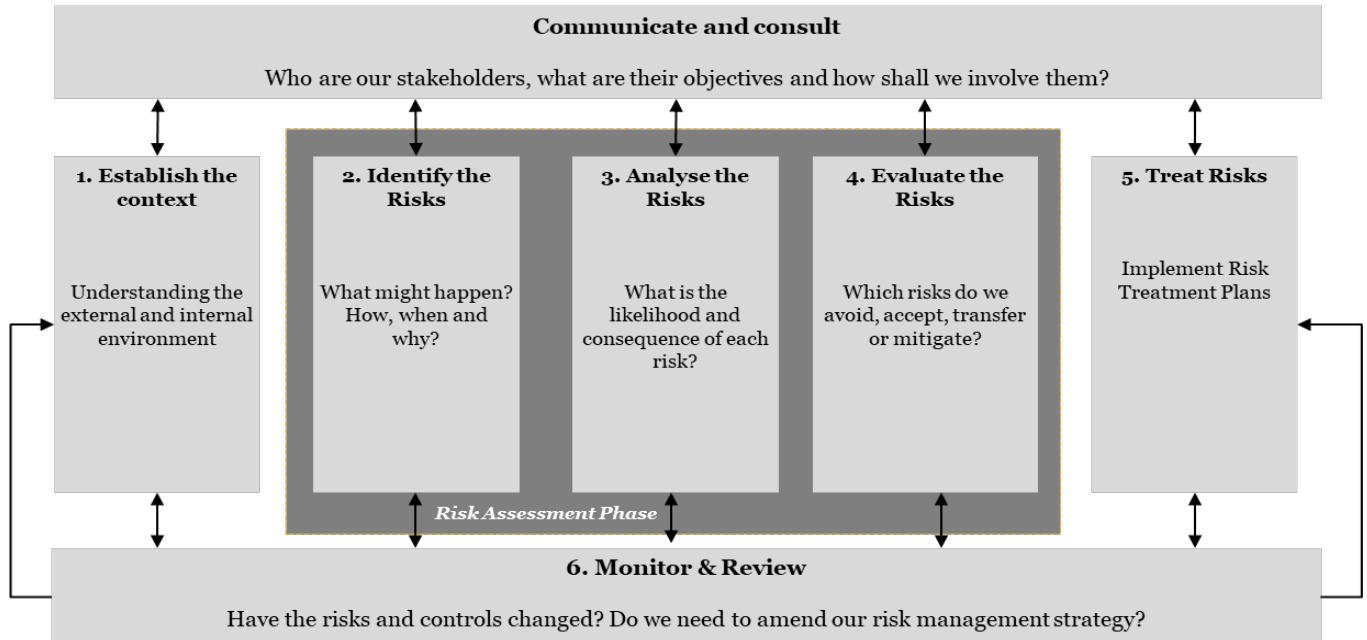 Communicate and consult
Who are our stakeholders, what are their objectives and how shall we involve them?
1. Establish the
context
Understanding the
external and internal
environment
2. Identify the
Risks
What might happen?
How, when and
why?
3. Analyse the
Risks
What is the
likelihood and
consequence of each
risk?
4. Evaluate the
Risks
Which risks do we
avoid, accept, transfer
or mitigate?
5. Treat Risks
Implement Risk
Treatment Plans
Risk Assessment Phase
6. Monitor & Review
Have the risks and controls changed? Do we need to amend our risk management strategy?